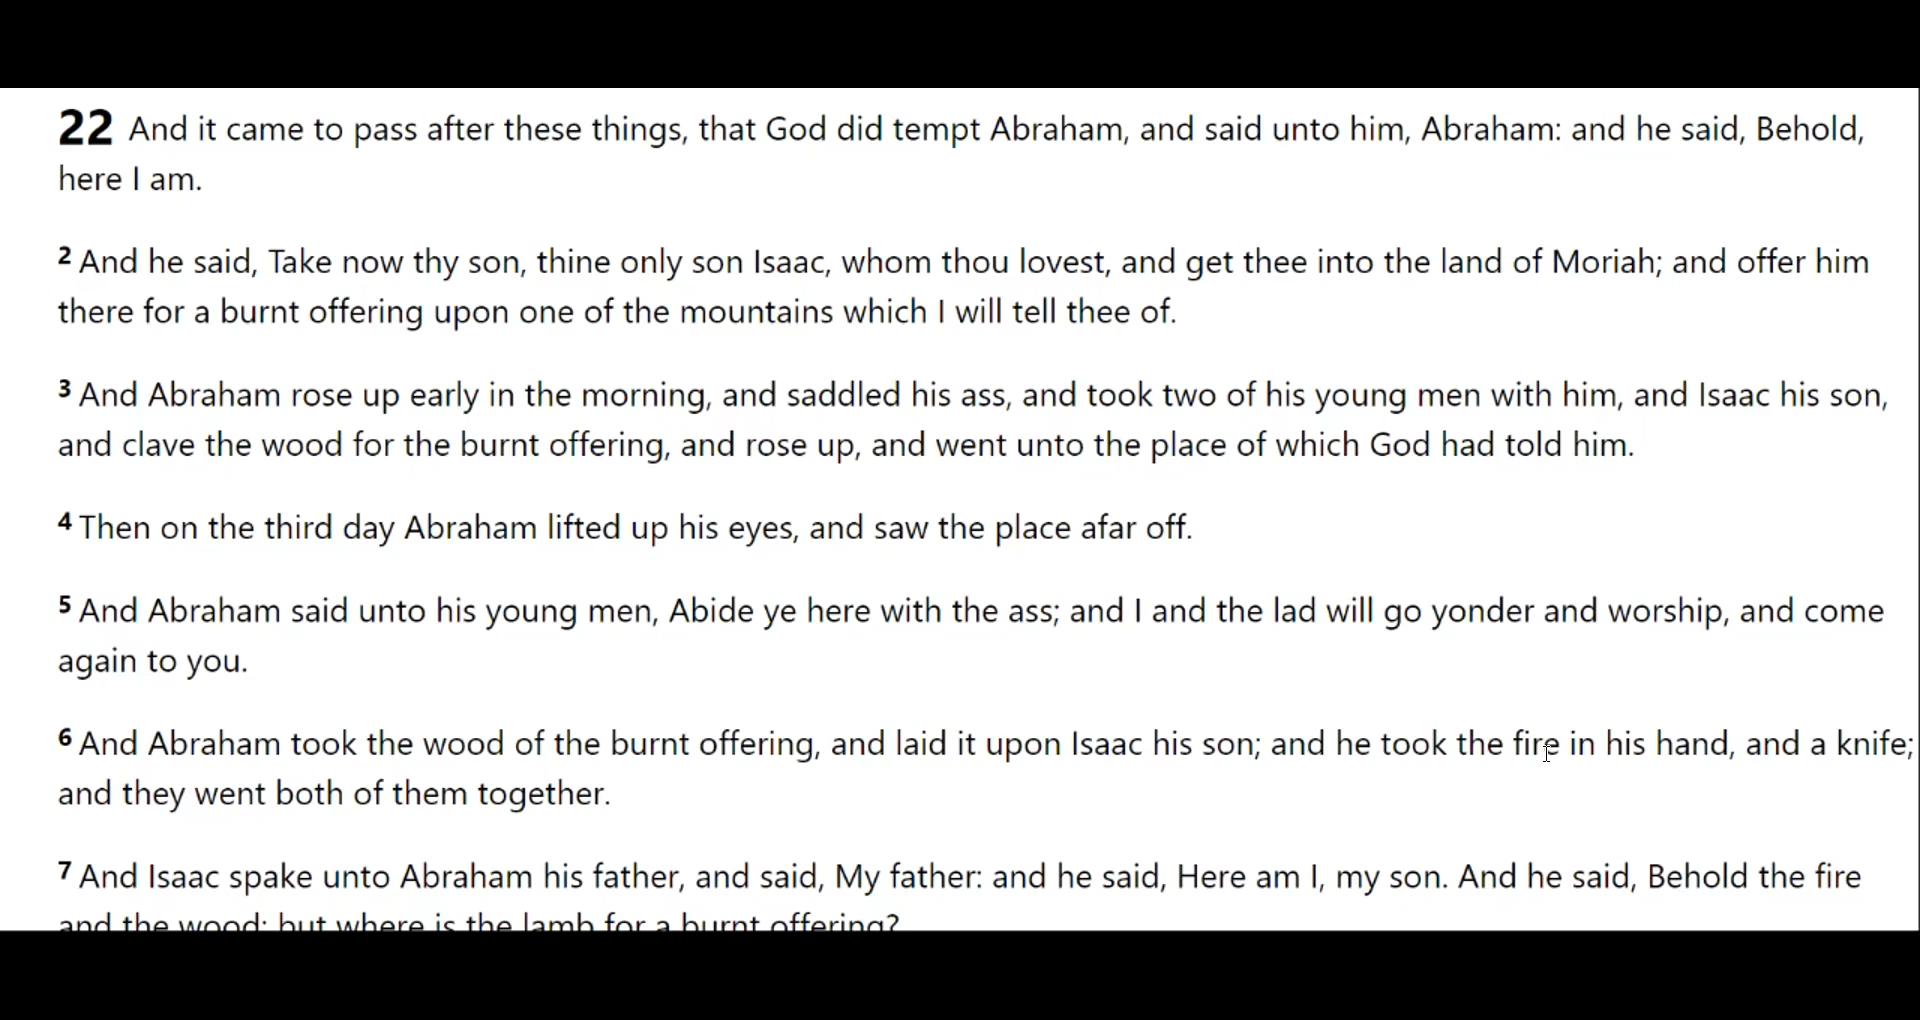 22 And it came to pass after these things, that God did tempt Abraham, and said unto him, Abraham: and he said, Behold,
here I am.
2 And he said, Take now thy son, thine only son Isaac, whom thou lovest, and get thee into the land of Moriah; and offer him
there for a burnt offering upon one of the mountains which I will tell thee of.
3 And Abraham rose up early in the morning, and saddled his ass, and took two of his young men with him, and Isaac his son,
and clave the wood for the burnt offering, and rose up, and went unto the place of which God had told him.
4 Then on the third day Abraham lifted up his eyes, and saw the place afar off.
5 And Abraham said unto his young men, Abide ye here with the ass; and I and the lad will go yonder and worship, and come
again to you.
6 And Abraham took the wood of the burnt offering, and laid it upon Isaac his son; and he took the fire in his hand, and a knife;
and they went both of them together.
7 And Isaac spake unto Abraham his father, and said, My father: and he said, Here am I, my son. And he said, Behold the fire
and the wood: but where is the lamb for a burnt offering?